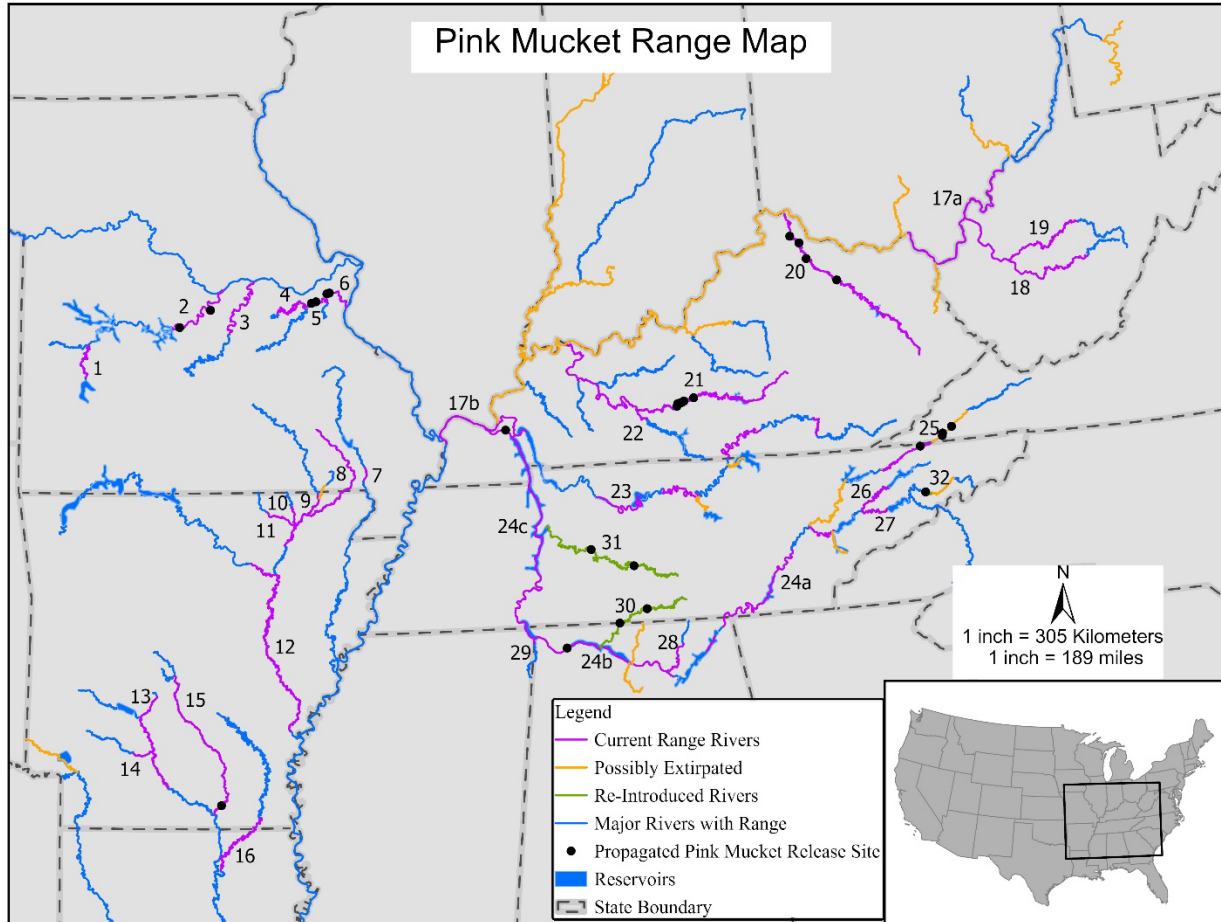 Pink Mucket Range Map
17a
19
18
20
2
4
6
3
5
1
21
17b
22
25
7
8
10
9
11
26
32
27
23
24c
31
24a
N
1 inch = 305 Kilometers
1 inch = 189 miles
30
29
24b
28
12
13
15
14
16
Legend
Current Range Rivers
Possibly Extirpated
Re-Introduced Rivers
Major Rivers with Range
Propagated Pink Mucket Release Site
Reservoirs
State Boundary